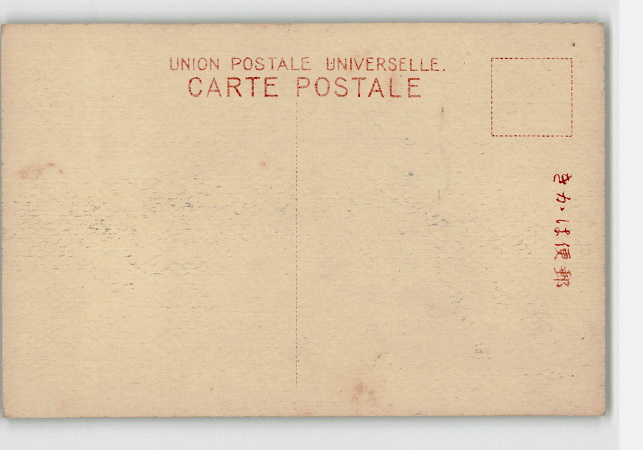 UNION POSTALE UNIVERSELLE.
CARTE POSTALE
きかは便郵